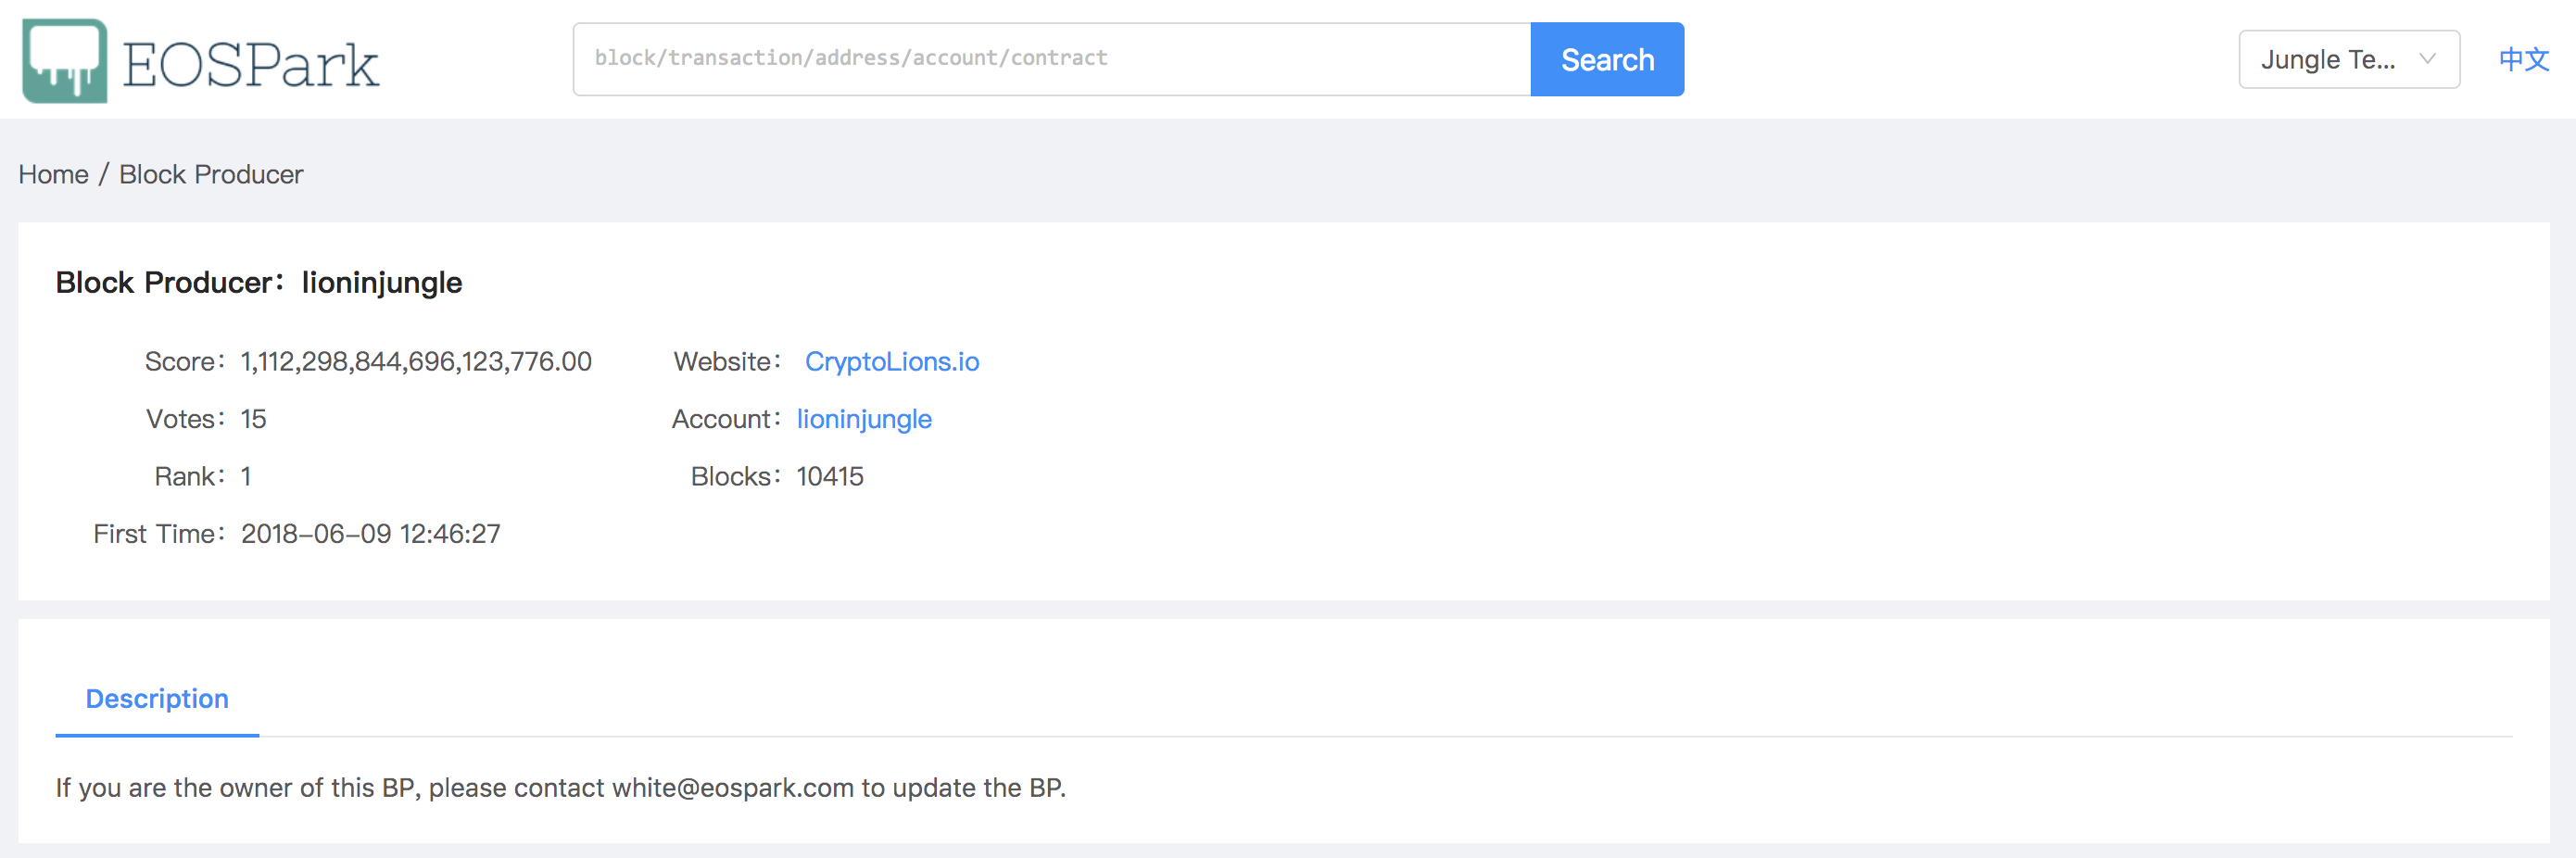 EOSPark
block/transaction/address/account/contract
Search
Jungle Te...
中文
Home / Block Producer
Block Producer： lioninjungle
Score： 1,112,298,844,696,123,776.00
Website： CryptoLions.io
Votes： 15
Account： lioninjungle
Rank： 1
Blocks： 10415
First Time： 2018-06-09 12:46:27
Description
If you are the owner of this BP, please contact white@eospark.com to update the BP.